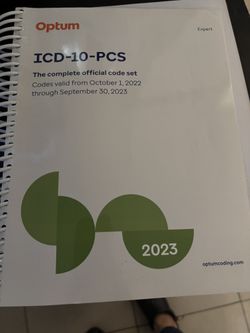 Optum
Expert
ICD-10-PCS
The complete official code set
Codes valid from October 1, 2022
through September 30, 2023
2023
optumcoding.com